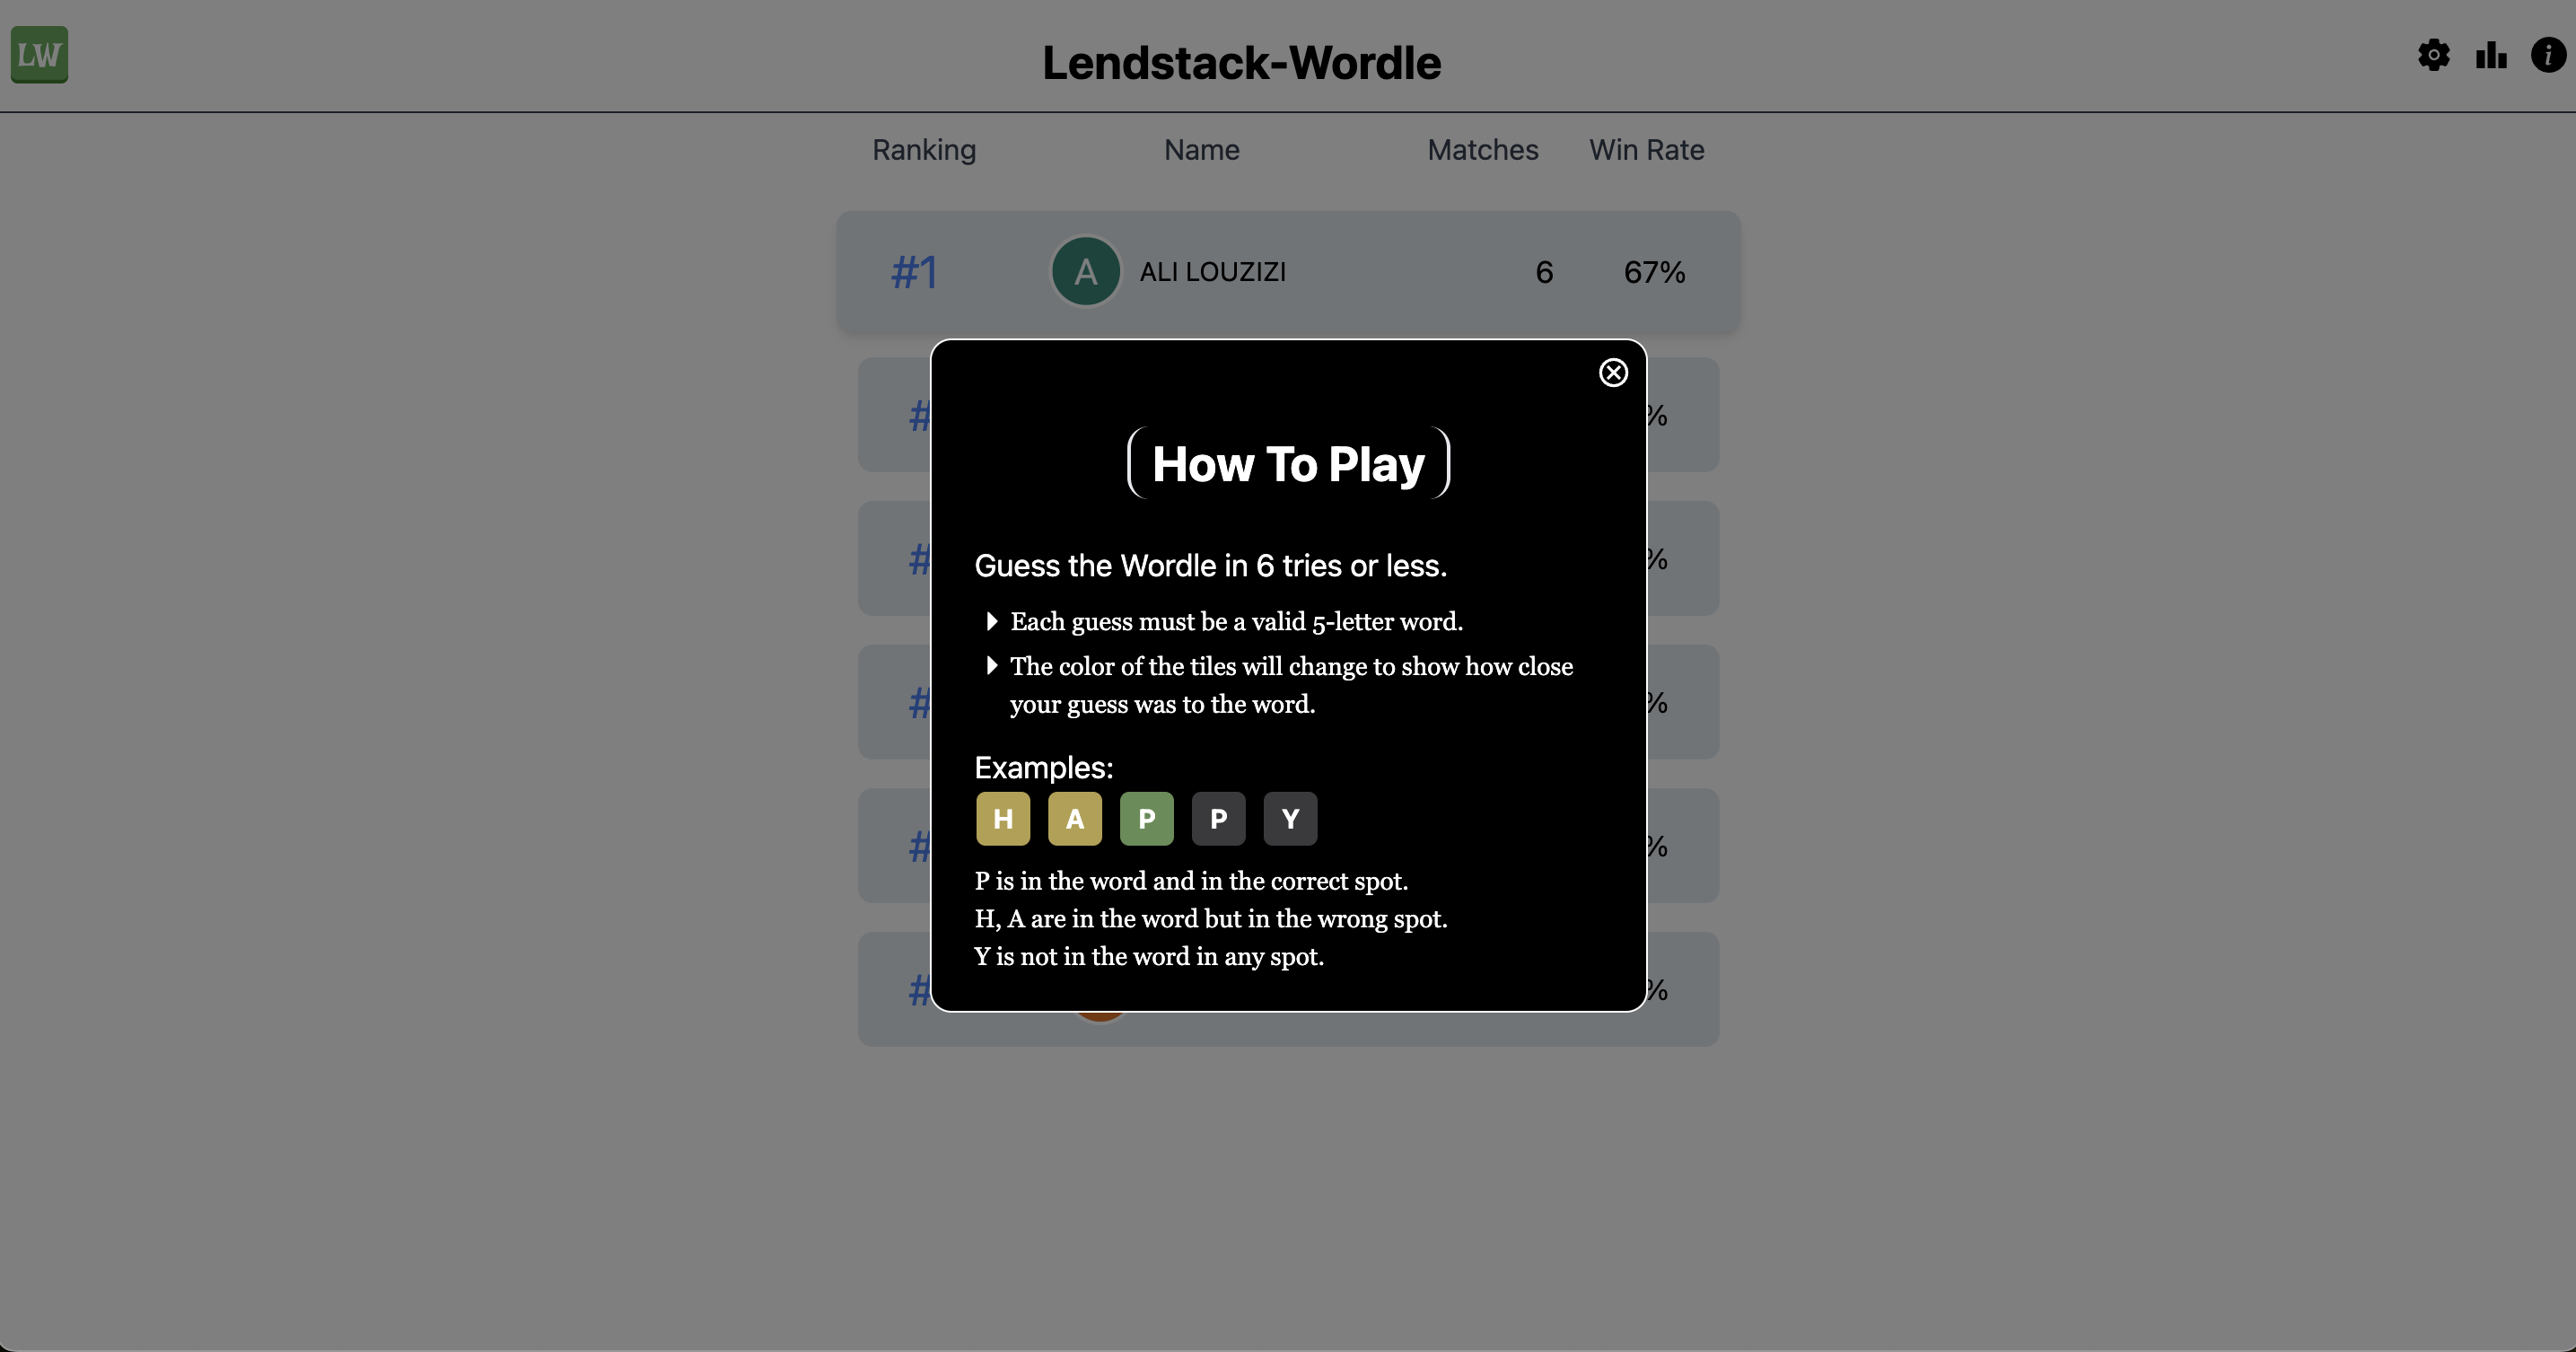 LW
Lendstack-Wordle
i
Ranking Name Matches Win Rate
#1 A ALI LOUZIZI 6 67%
# %
How To Play
# %
Guess the Wordle in 6 tries or less.
Each guess must be a valid 5-letter word.
The color of the tiles will change to show how close
your guess was to the word.
# %
Examples:
H A P P Y
# %
P is in the word and in the correct spot.
H, A are in the word but in the wrong spot.
Y is not in the word in any spot.
# %